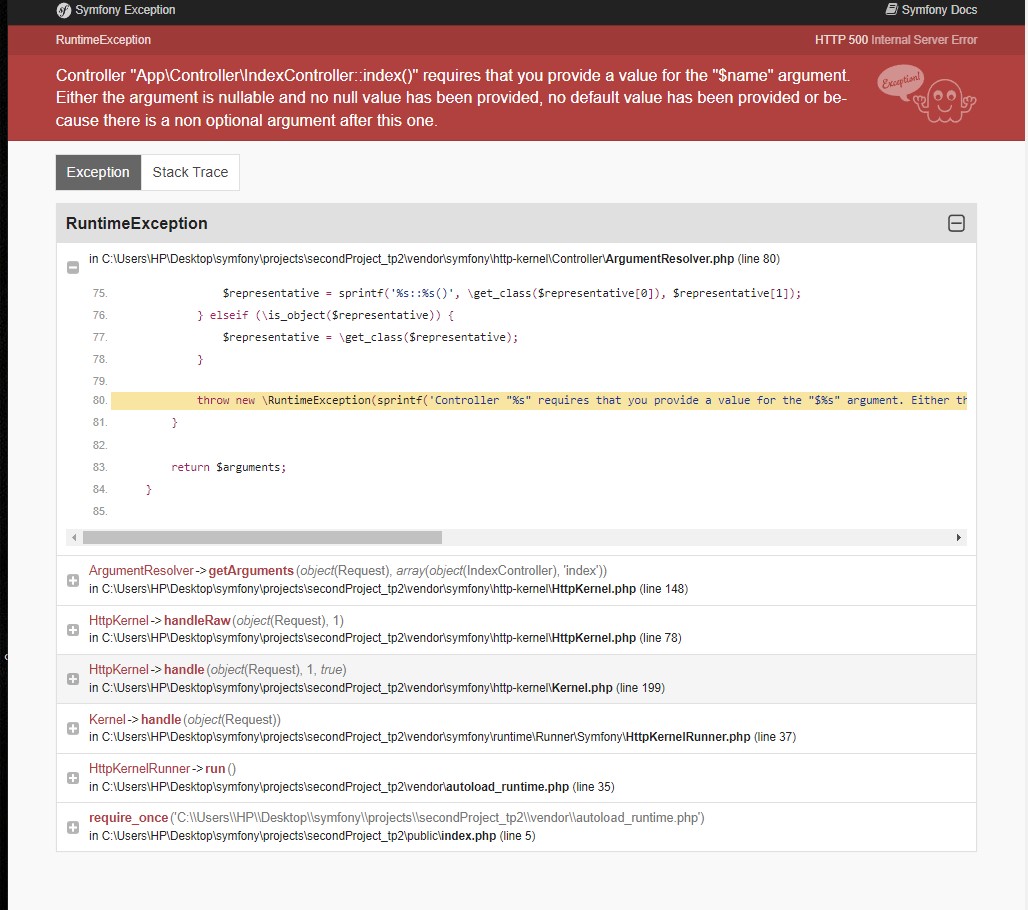 Symfony Exception
Symfony Docs
RuntimeException
HTTP 500 Internal Server Error
Controller "App\Controller\IndexController::index()" requires that you provide a value for the "$name" argument.
Either the argument is nullable and no null value has been provided, no default value has been provided or be-
cause there is a non optional argument after this one.
Exception!
Exception
Stack Trace
RuntimeException
in C:\Users\HP\Desktop\symfony\projects\secondProject_tp2\vendor\symfony\http-kernel\Controller\ArgumentResolver.php (line 80)
75. $representative = sprintf('%s::%s()', \get_class($representative[0]), $representative[1]);
76. } elseif (\is_object($representative)) {
77. $representative = \get_class($representative);
78. }
79.
80. throw new \RuntimeException(sprintf('Controller "%s" requires that you provide a value for the "$%s" argument. Either th
81. }
82.
83. return $arguments;
84. }
85.
ArgumentResolver->getArguments(object(Request), array(object(IndexController), 'index'))
in C:\Users\HP\Desktop\symfony\projects\secondProject_tp2\vendor\symfony\http-kernel\HttpKernel.php (line 148)
HttpKernel->handleRaw(object(Request), 1)
in C:\Users\HP\Desktop\symfony\projects\secondProject_tp2\vendor\symfony\http-kernel\HttpKernel.php (line 78)
HttpKernel->handle(object(Request), 1, true)
in C:\Users\HP\Desktop\symfony\projects\secondProject_tp2\vendor\symfony\http-kernel\Kernel.php (line 199)
Kernel->handle(object(Request))
in C:\Users\HP\Desktop\symfony\projects\secondProject_tp2\vendor\symfony\runtime\Runner\Symfony\HttpKernelRunner.php (line 37)
HttpKernelRunner->run()
in C:\Users\HP\Desktop\symfony\projects\secondProject_tp2\vendor\autoload_runtime.php (line 35)
require_once('C:\\Users\\HP\\Desktop\\symfony\\projects\\secondProject_tp2\\vendor\\autoload_runtime.php')
in C:\Users\HP\Desktop\symfony\projects\secondProject_tp2\public\index.php (line 5)